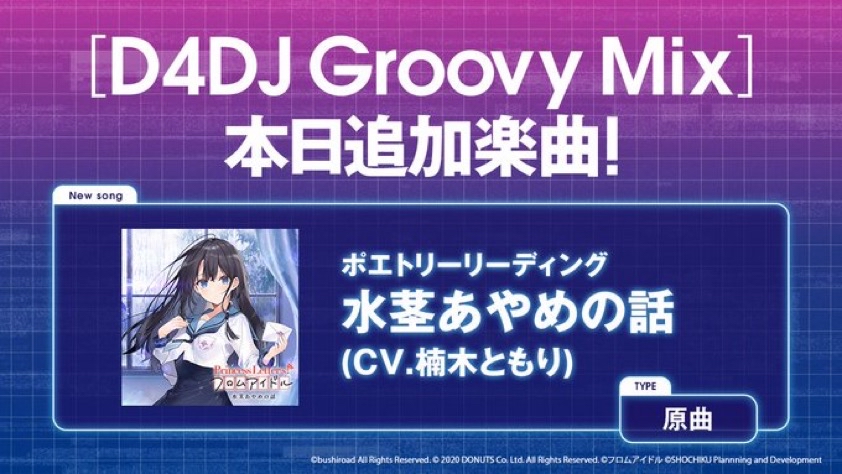 [D4DJ Groovy Mix]
本日追加楽曲!
New song
ポエトリーリーディング
水茎あやめの話
(CV.楠木ともり)
Princess Letter(s)!
フロムアイドル
水茎あやめの話
TYPE
原曲
©bushiroad All Rights Reserved. © 2020 DONUTS Co. Ltd. All Rights Reserved. ©フロムアイドル ©SHOCHIKU Plannning and Development